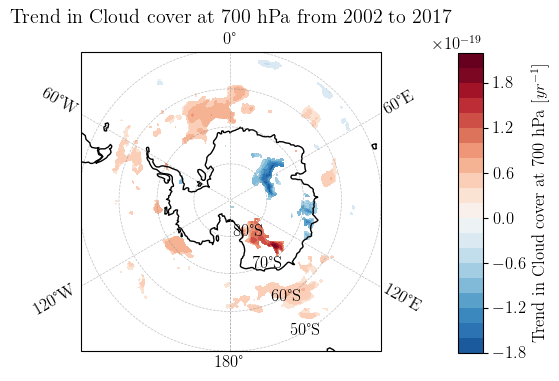 Trend in Cloud cover at 700 hPa from 2002 to 2017
0°
×10⁻¹⁹
60°W
60°E
1.8
1.2
0.6
0.0
−0.6
−1.2
−1.8
Trend in Cloud cover at 700 hPa [yr⁻¹]
80°S
70°S
60°S
50°S
120°W
120°E
180°